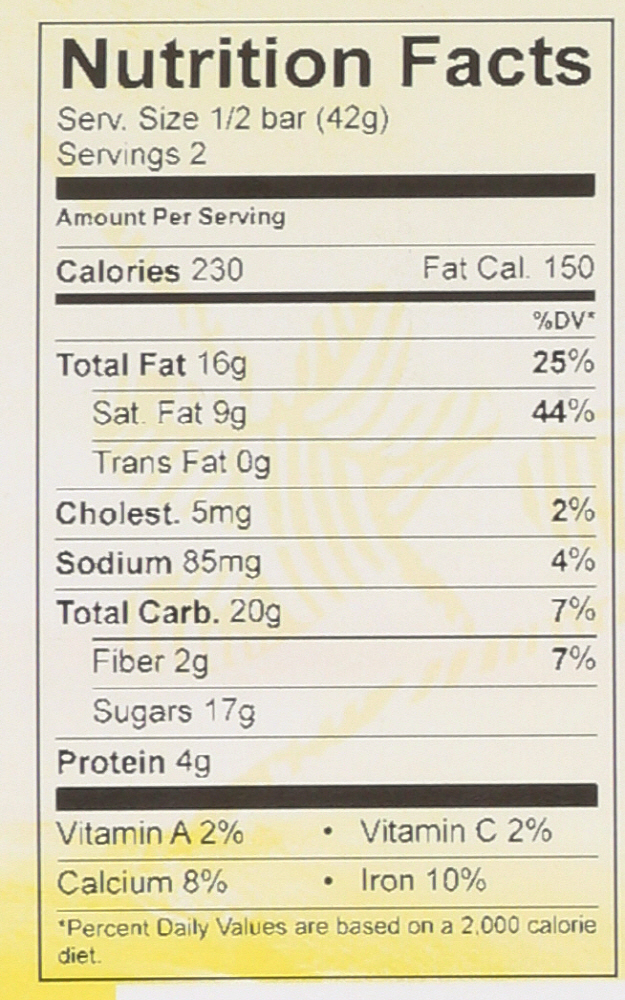 Nutrition Facts
Serv. Size 1/2 bar (42g)
Servings 2
Amount Per Serving
Calories 230 Fat Cal. 150
%DV*
Total Fat 16g 25%
Sat. Fat 9g 44%
Trans Fat 0g
Cholest. 5mg 2%
Sodium 85mg 4%
Total Carb. 20g 7%
Fiber 2g 7%
Sugars 17g
Protein 4g
Vitamin A 2% • Vitamin C 2%
Calcium 8% • Iron 10%
*Percent Daily Values are based on a 2,000 calorie
diet.